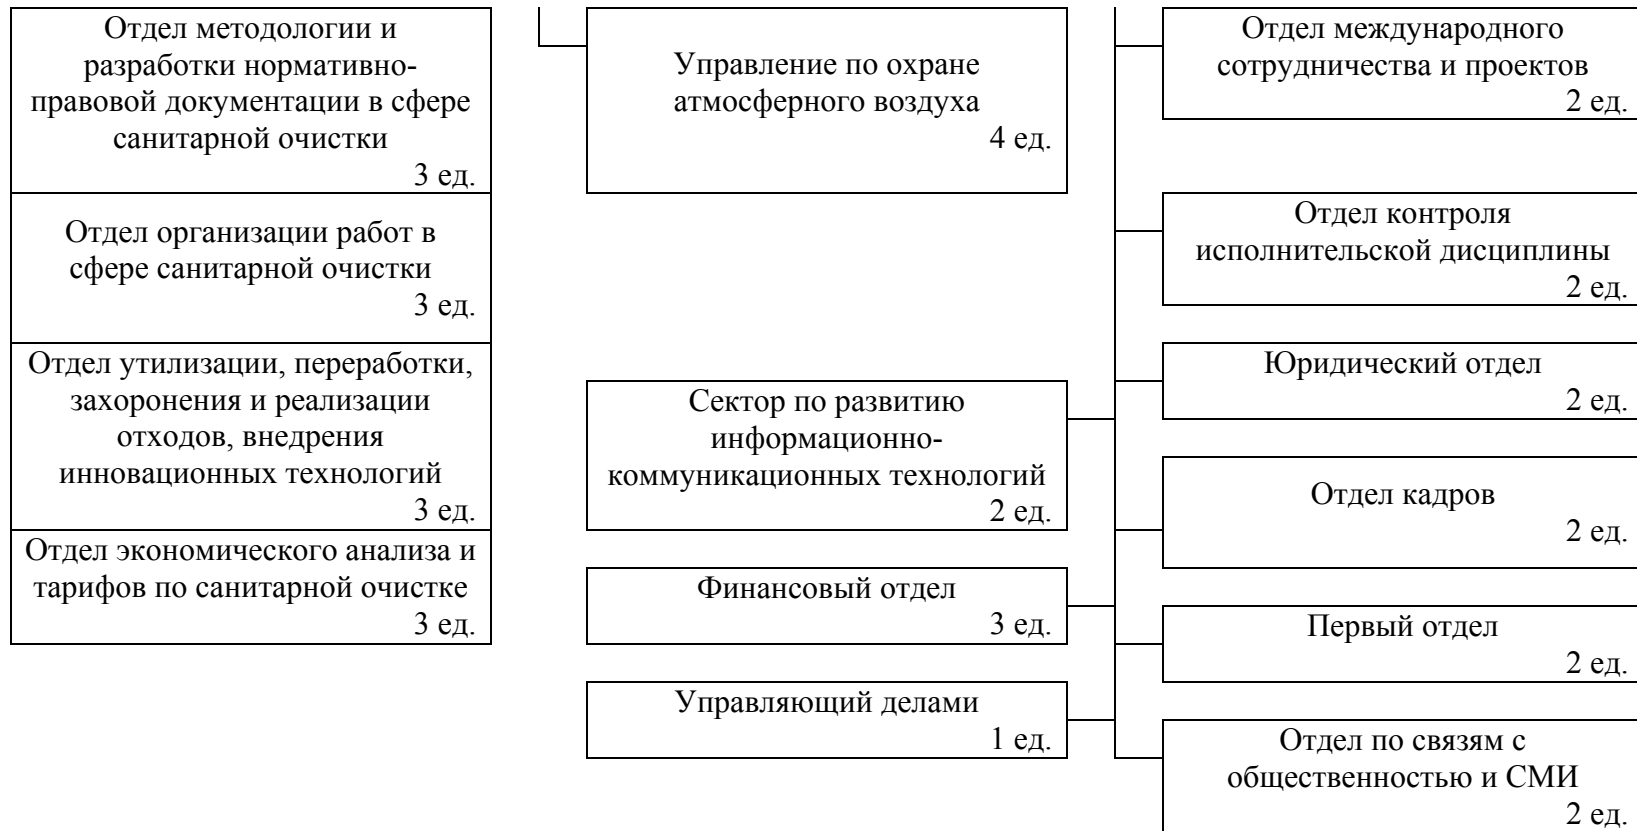 Отдел методологии и
разработки нормативно-
правовой документации в сфере
санитарной очистки
3 ед.
Отдел организации работ в
сфере санитарной очистки
3 ед.
Отдел утилизации, переработки,
захоронения и реализации
отходов, внедрения
инновационных технологий
3 ед.
Отдел экономического анализа и
тарифов по санитарной очистке
3 ед.
Управление по охране
атмосферного воздуха
4 ед.
Сектор по развитию
информационно-
коммуникационных технологий
2 ед.
Финансовый отдел
3 ед.
Управляющий делами
1 ед.
Отдел международного
сотрудничества и проектов
2 ед.
Отдел контроля
исполнительской дисциплины
2 ед.
Юридический отдел
2 ед.
Отдел кадров
2 ед.
Первый отдел
2 ед.
Отдел по связям с
общественностью и СМИ
2 ед.